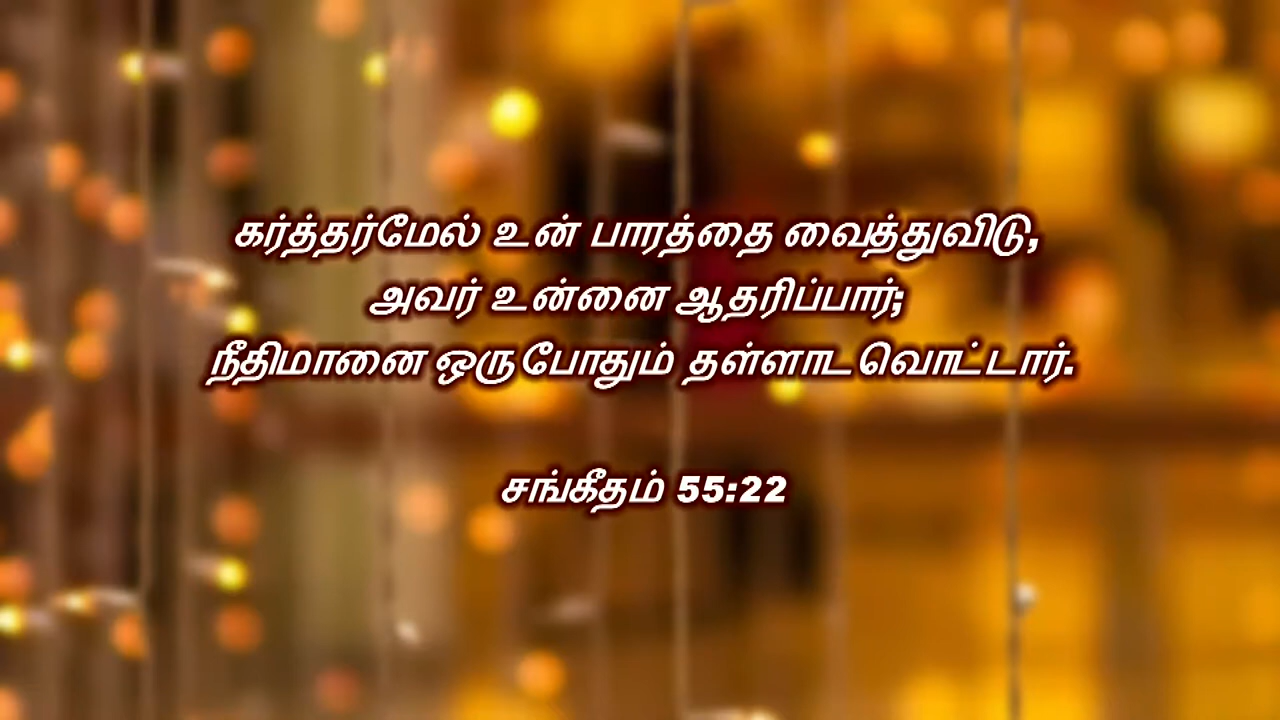 கர்த்தர்மேல் உன் பாரத்தை வைத்துவிடு,
அவர் உன்னை ஆதரிப்பார்;
நீதிமானை ஒருபோதும் தள்ளாடவொட்டார்.
சங்கீதம் 55:22